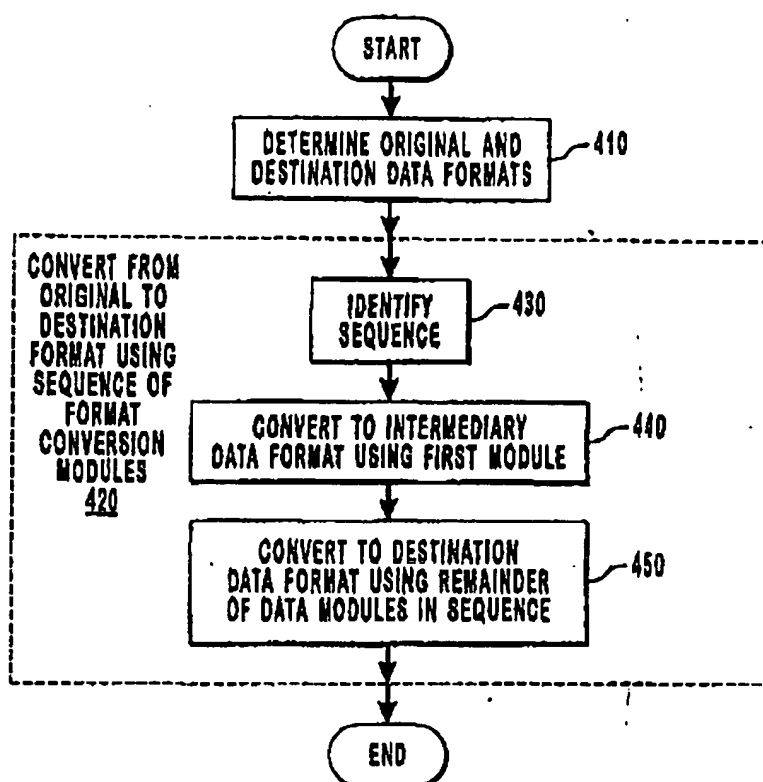 START
DETERMINE ORIGINAL AND
DESTINATION DATA FORMATS
410
CONVERT FROM
ORIGINAL TO
DESTINATION
FORMAT USING
SEQUENCE OF
FORMAT
CONVERSION
MODULES
420
IDENTIFY
SEQUENCE
430
CONVERT TO INTERMEDIARY
DATA FORMAT USING FIRST MODULE
440
CONVERT TO DESTINATION
DATA FORMAT USING REMAINDER
OF DATA MODULES IN SEQUENCE
450
END